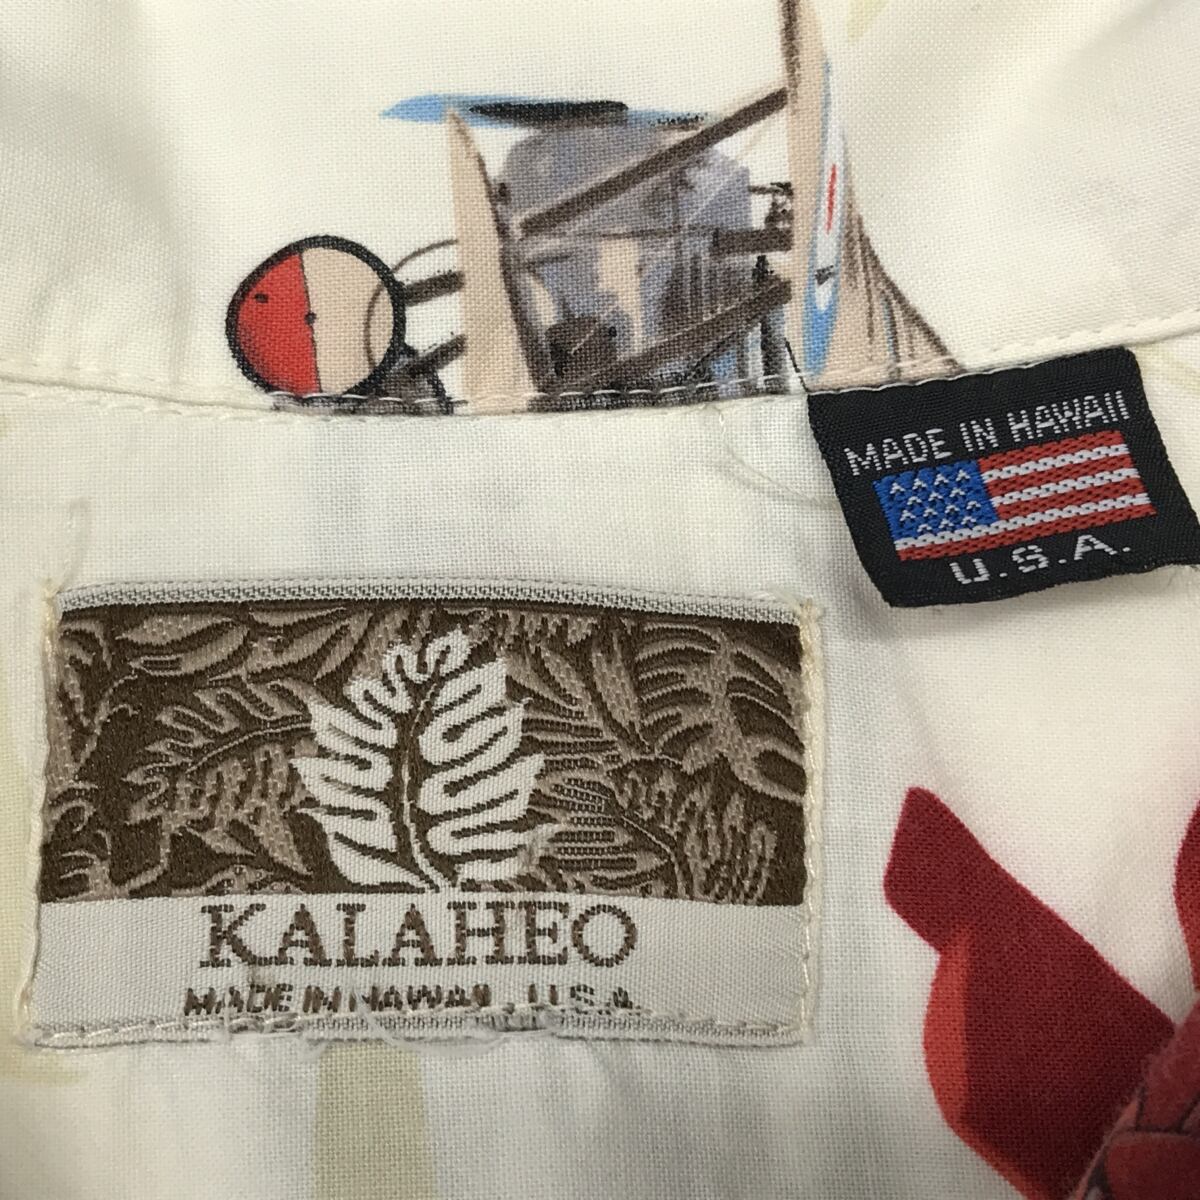 MADE IN HAWAII
U.S.A.
KALAHEO
MADE IN HAWAII, U.S.A.